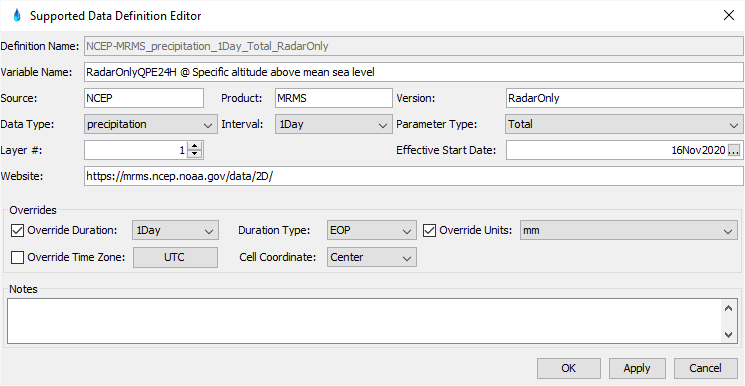 Supported Data Definition Editor
Definition Name: NCEP-MRMS_precipitation_1Day_Total_RadarOnly
Variable Name: RadarOnlyQPE24H @ Specific altitude above mean sea level
Source: NCEP Product: MRMS Version: RadarOnly
Data Type: precipitation Interval: 1Day Parameter Type: Total
Layer #: 1 Effective Start Date: 16Nov2020 ...
Website: https://mrms.ncep.noaa.gov/data/2D/
Overrides
Override Duration: 1Day Duration Type: EOP Override Units: mm
Override Time Zone: UTC Cell Coordinate: Center
Notes
OK Apply Cancel